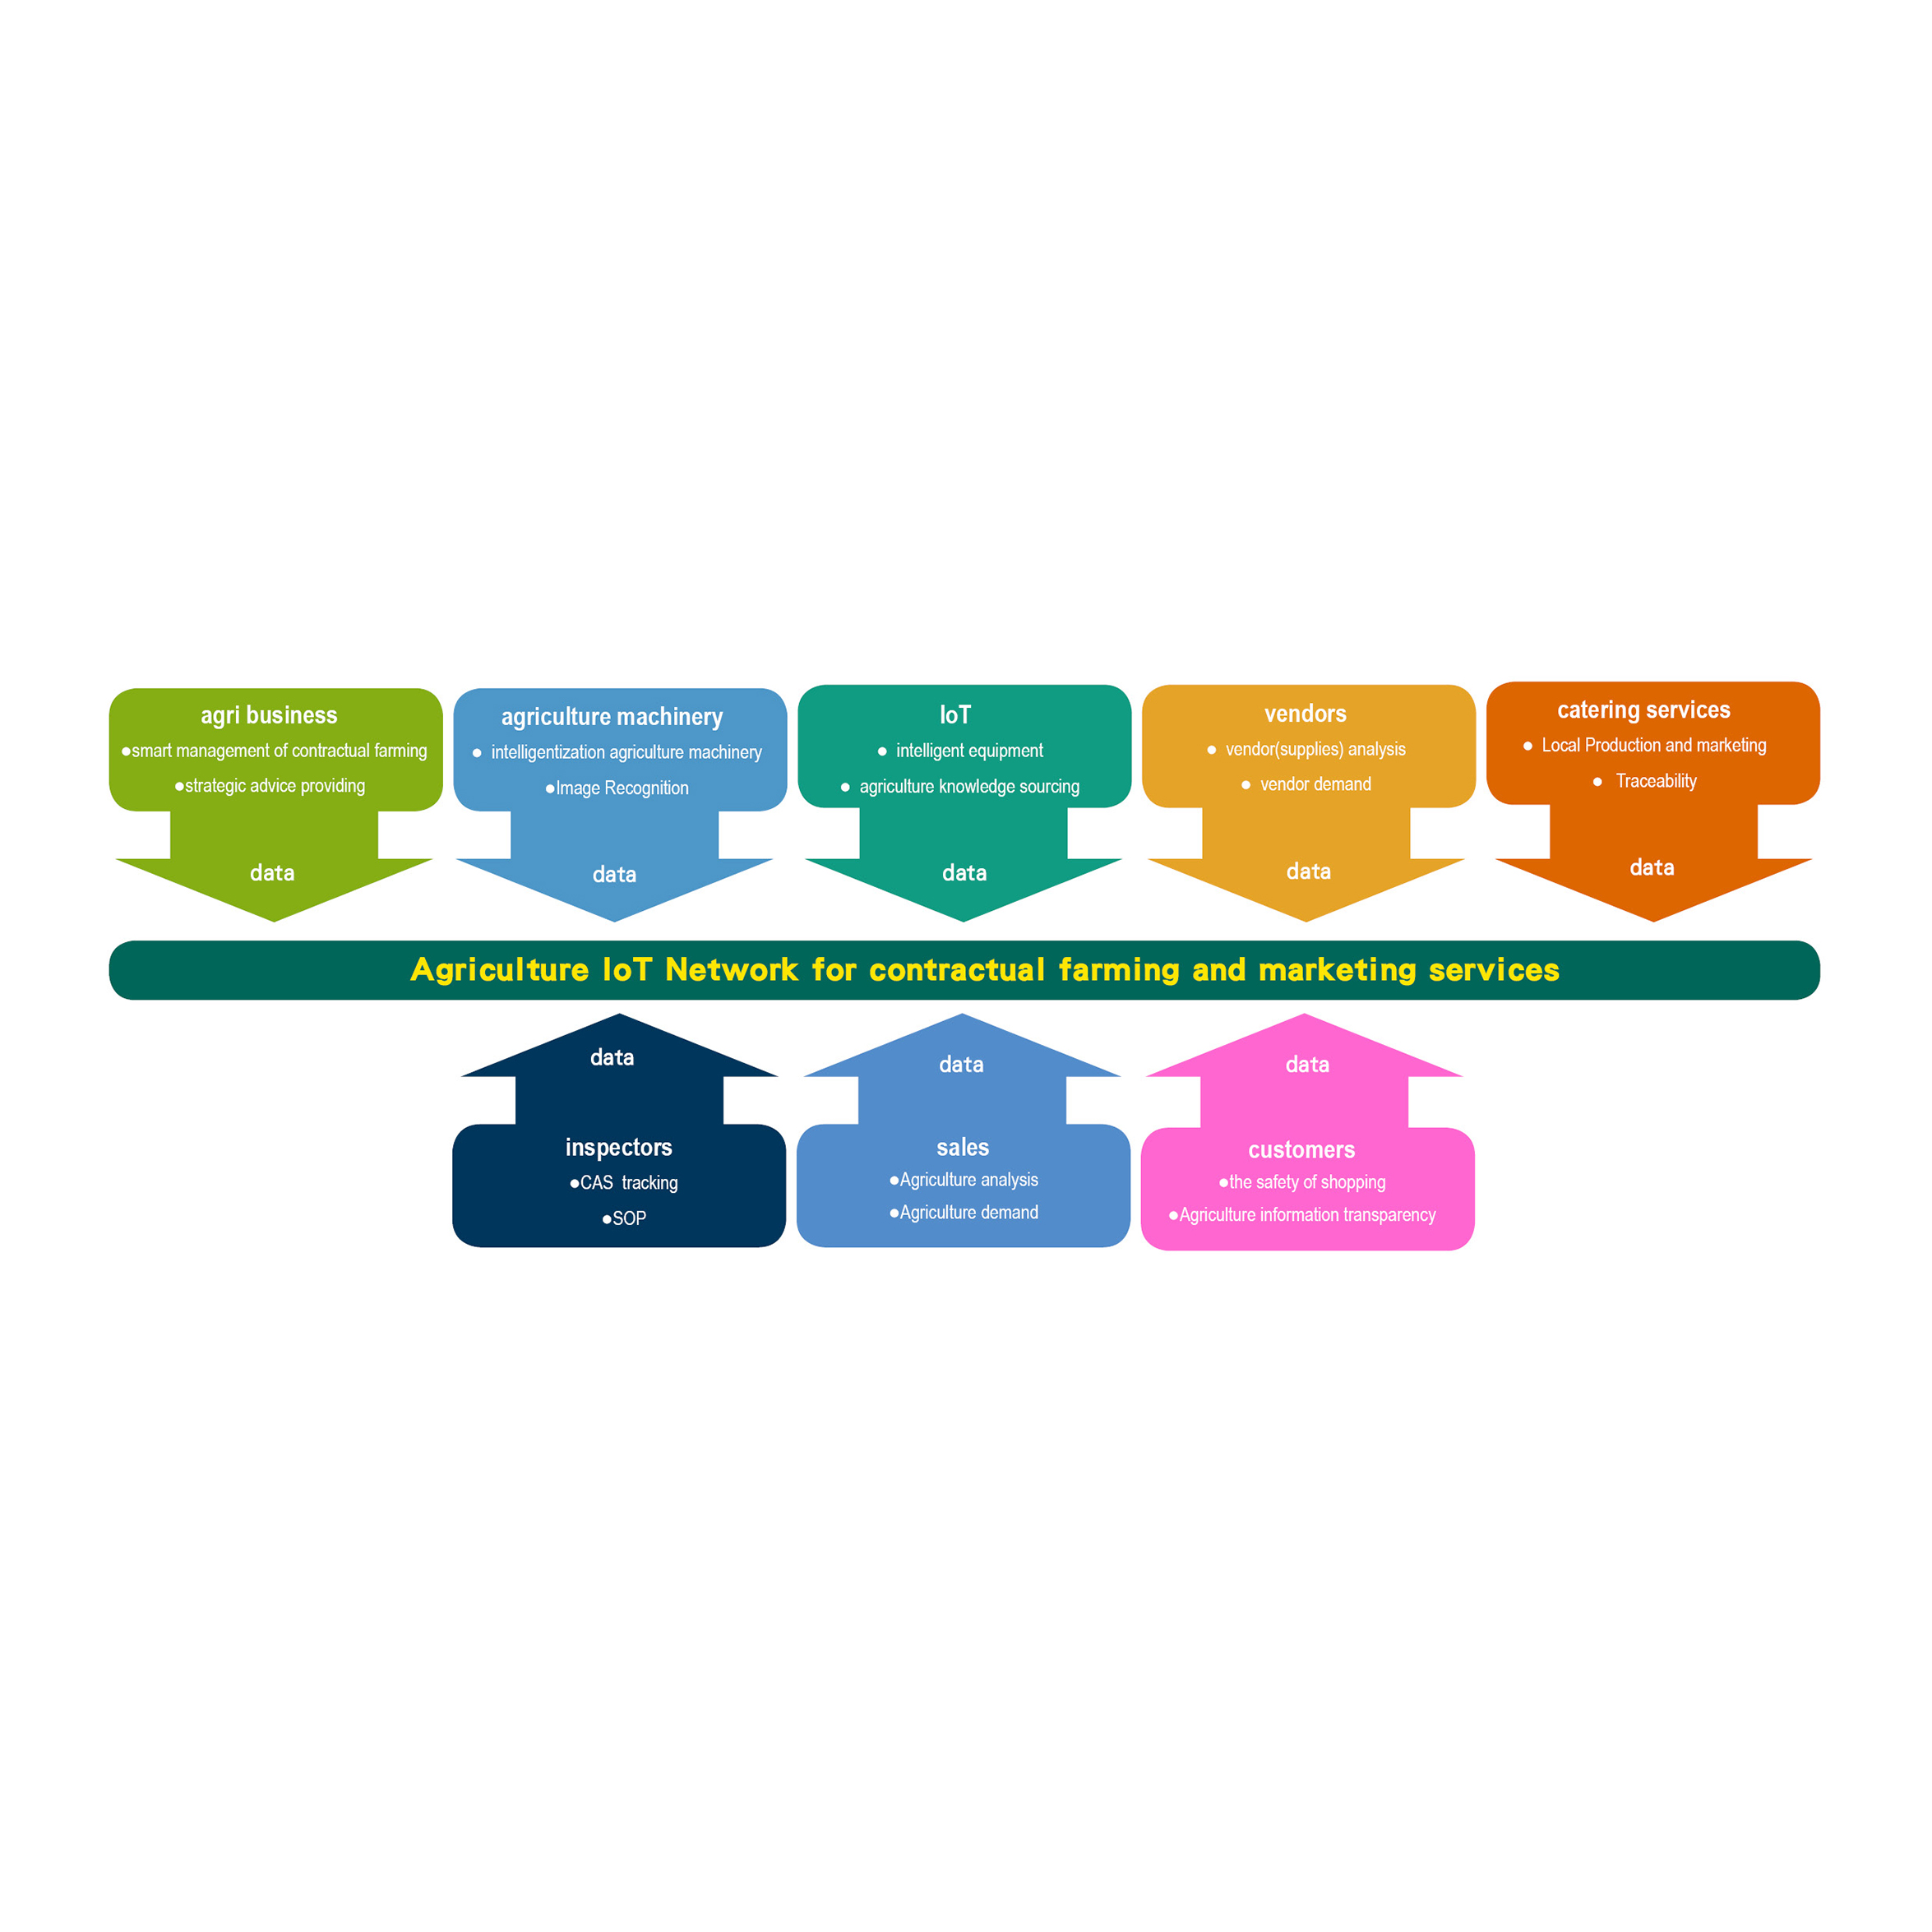 agri business
●smart management of contractual farming
●strategic advice providing
data
agriculture machinery
● intelligentization agriculture machinery
●Image Recognition
data
IoT
● intelligent equipment
● agriculture knowledge sourcing
data
vendors
● vendor(supplies) analysis
● vendor demand
data
catering services
● Local Production and marketing
● Traceability
data
Agriculture IoT Network for contractual farming and marketing services
data
inspectors
●CAS  tracking
●SOP
data
sales
●Agriculture analysis
●Agriculture demand
data
customers
●the safety of shopping
●Agriculture information transparency